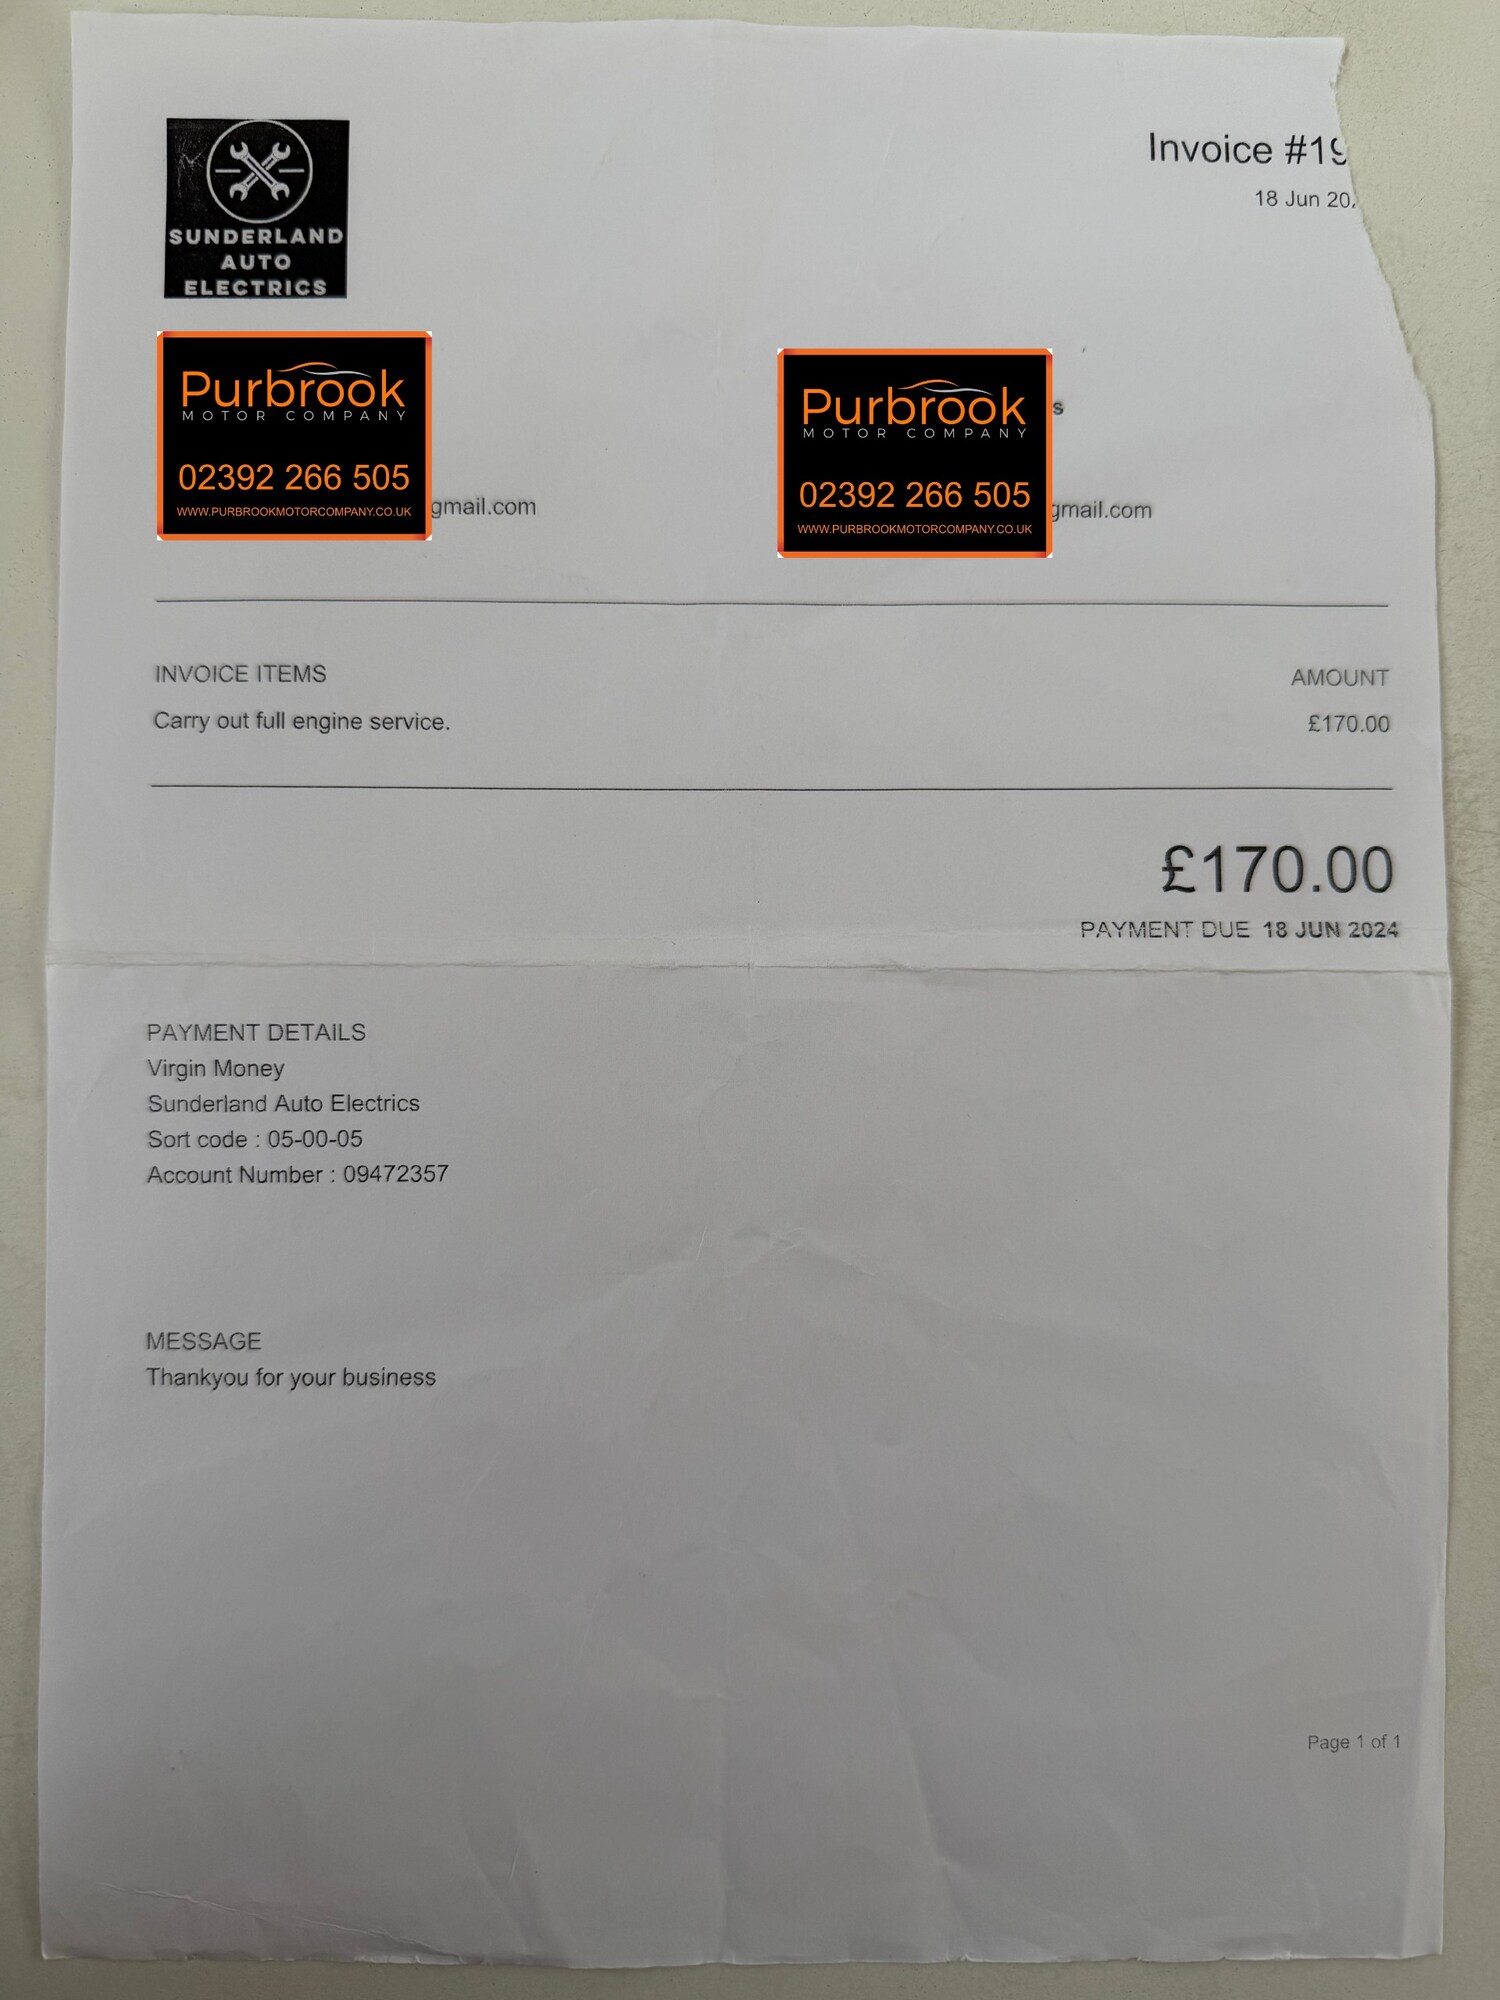 SUNDERLAND
AUTO
ELECTRICS
Invoice #19
18 Jun 20
Purbrook
MOTOR COMPANY
02392 266 505
WWW.PURBROOKMOTORCOMPANY.CO.UK
gmail.com
Purbrook
MOTOR COMPANY
02392 266 505
WWW.PURBROOKMOTORCOMPANY.CO.UK
s
gmail.com
INVOICE ITEMS AMOUNT
Carry out full engine service. £170.00
£170.00
PAYMENT DUE 18 JUN 2024
PAYMENT DETAILS
Virgin Money
Sunderland Auto Electrics
Sort code : 05-00-05
Account Number : 09472357
MESSAGE
Thankyou for your business
Page 1 of 1